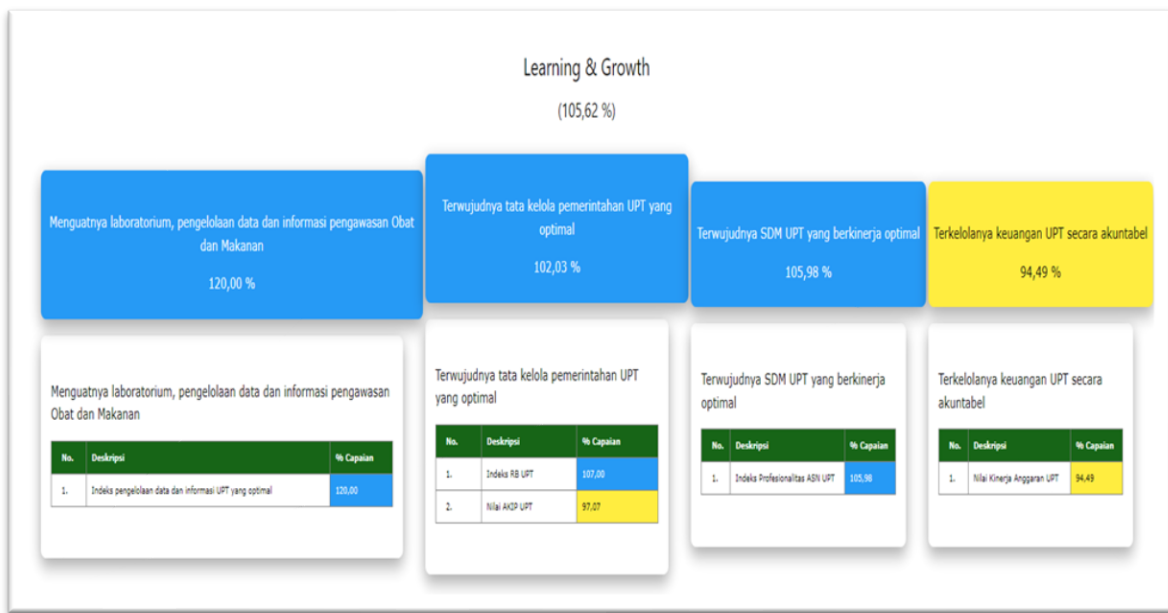 Learning & Growth
(105,62 %)
Menguatnya laboratorium, pengelolaan data dan informasi pengawasan Obat
dan Makanan
120,00 %
Terwujudnya tata kelola pemerintahan UPT yang
optimal
102,03 %
Terwujudnya SDM UPT yang berkinerja optimal
105,98 %
Terkelolanya keuangan UPT secara akuntabel
94,49 %
Menguatnya laboratorium, pengelolaan data dan informasi pengawasan
Obat dan Makanan
No. Deskripsi % Capaian
1. Indeks pengelolaan data dan informasi UPT yang optimal 120,00
Terwujudnya tata kelola pemerintahan UPT
yang optimal
No. Deskripsi % Capaian
1. Indeks RB UPT 107,00
2. Nilai AKIP UPT 97,07
Terwujudnya SDM UPT yang berkinerja
optimal
No. Deskripsi % Capaian
1. Indeks Profesionalitas ASN UPT 105,98
Terkelolanya keuangan UPT secara
akuntabel
No. Deskripsi % Capaian
1. Nilai Kinerja Anggaran UPT 94,49